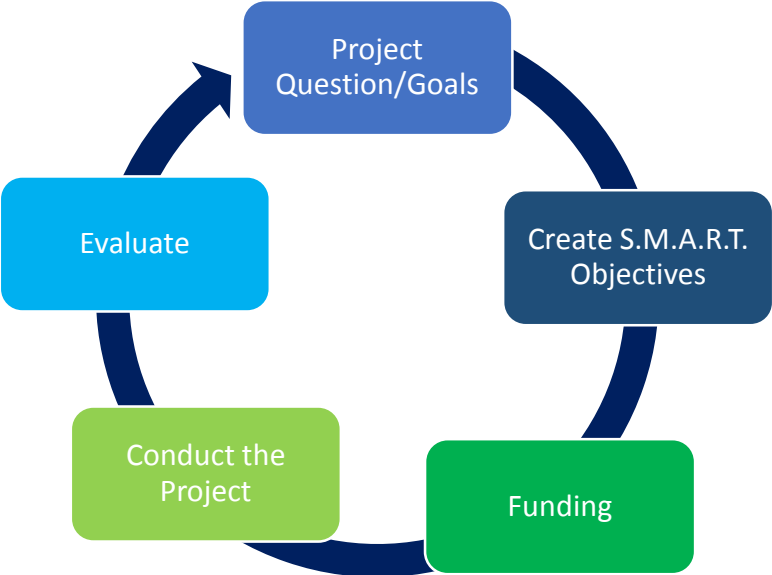 Project
Question/Goals
Create S.M.A.R.T.
Objectives
Funding
Conduct the
Project
Evaluate